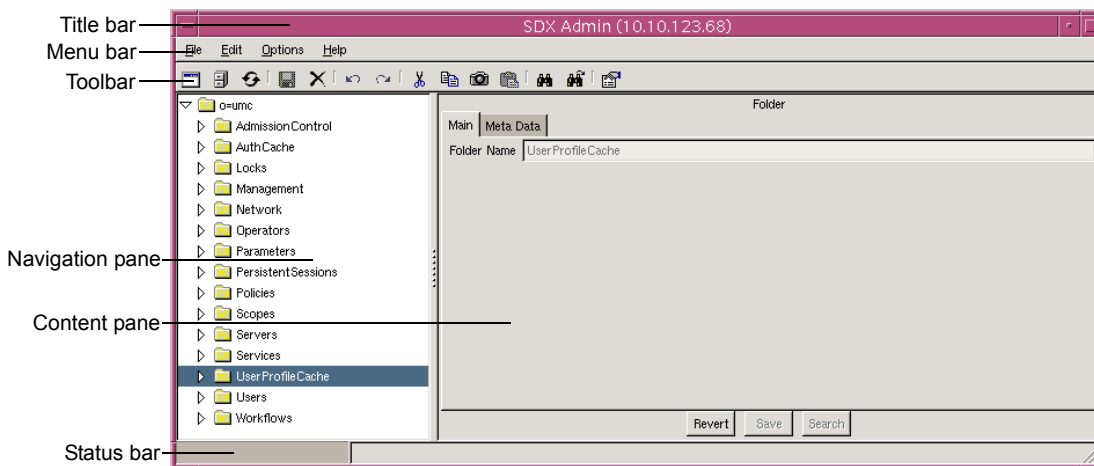 Title bar
SDX Admin (10.10.123.68)
Menu bar
File Edit Options Help
Toolbar
o=umc
AdmissionControl
AuthCache
Locks
Management
Network
Operators
Parameters
PersistentSessions
Policies
Scopes
Servers
Services
UserProfileCache
Users
Workflows
Folder
Main Meta Data
Folder Name UserProfileCache
Navigation pane
Content pane
Revert Save Search
Status bar